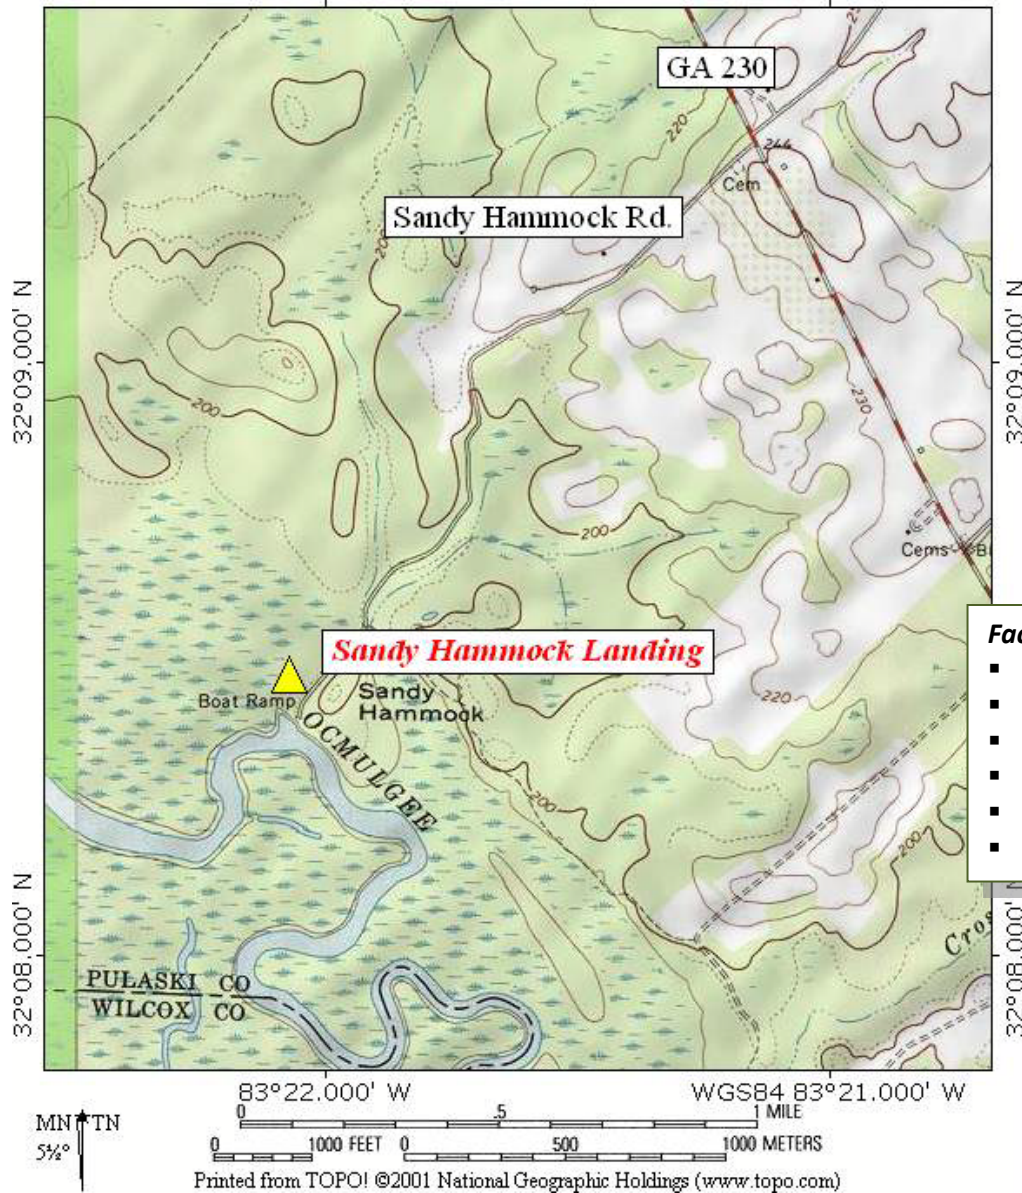 GA 230
220
244
Cem
Sandy Hammock Rd.
32°09.000' N
32°09.000' N
200
230
200
Cems
Sandy Hammock Landing
Boat Ramp
Sandy
Hammock
OCMULGEE
220
200
200
32°08.000' N
32°08.000' N
PULASKI CO
WILCOX CO
83°22.000' W
WGS84 83°21.000' W
MN TN
5½°
0 .5 1 MILE
0 1000 FEET 0 500 1000 METERS
Printed from TOPO! ©2001 National Geographic Holdings (www.topo.com)